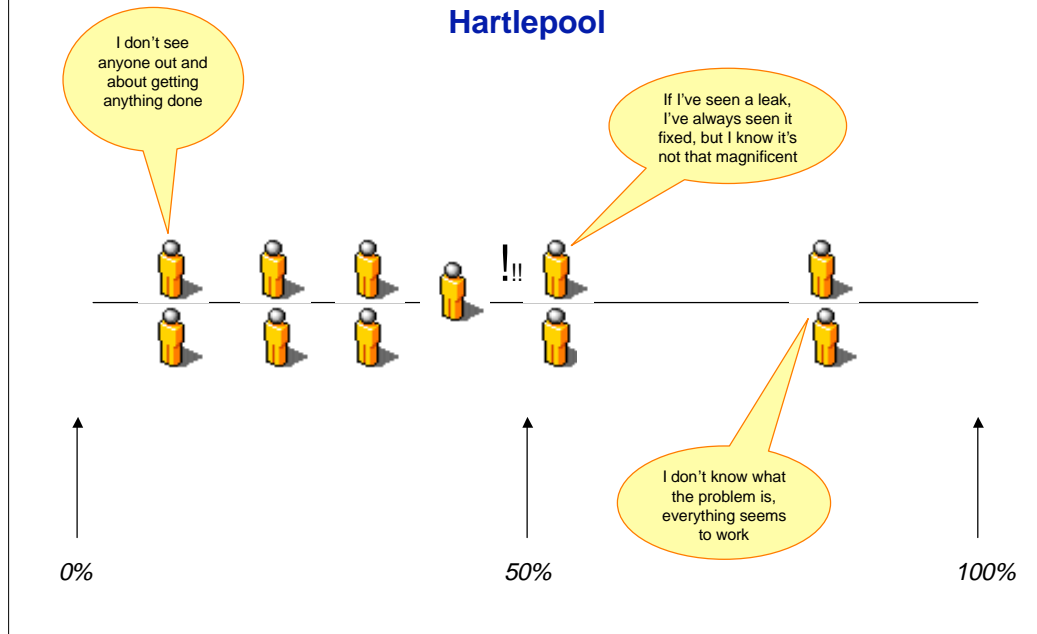 Hartlepool
I don't see
anyone out and
about getting
anything done
If I've seen a leak,
I've always seen it
fixed, but I know it's
not that magnificent
!!!
I don't know what
the problem is,
everything seems
to work
0%
50%
100%